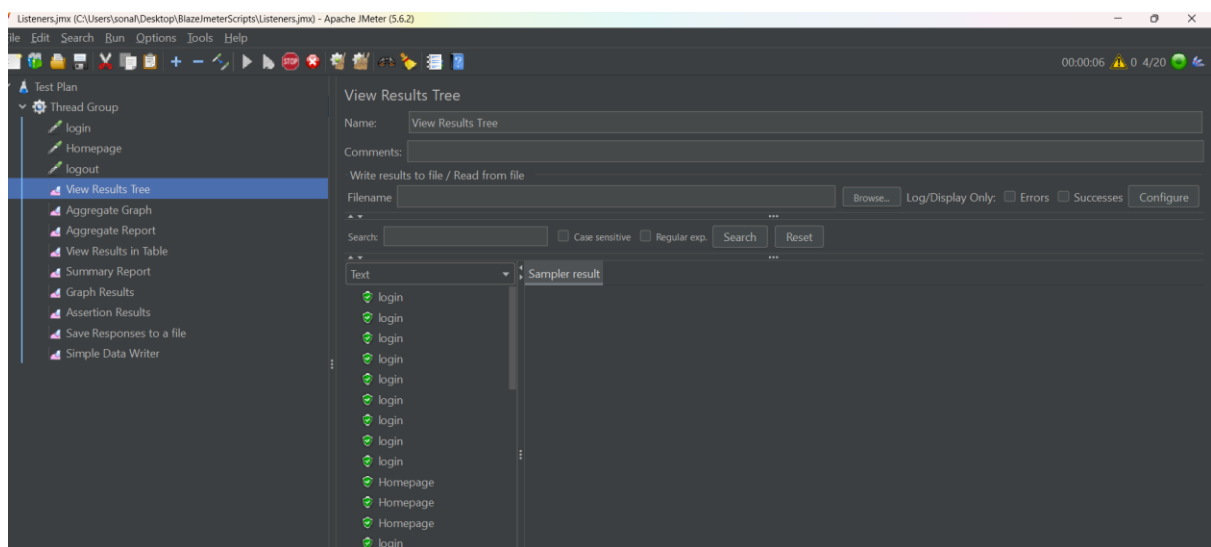 Listeners.jmx (C:\Users\sonal\Desktop\BlazeJmeterScripts\Listeners.jmx) - Apache JMeter (5.6.2)
Edit Search Run Options Tools Help
STOP
00:00:06 0 4/20
Test Plan
Thread Group
login
Homepage
logout
View Results Tree
Aggregate Graph
Aggregate Report
View Results in Table
Summary Report
Graph Results
Assertion Results
Save Responses to a file
Simple Data Writer
View Results Tree
Name: View Results Tree
Comments:
Write results to file / Read from file
Filename Browse... Log/Display Only: Errors Successes Configure
Search: Case sensitive Regular exp. Search Reset
Text Sampler result
login
login
login
login
login
login
login
login
login
Homepage
Homepage
Homepage
login